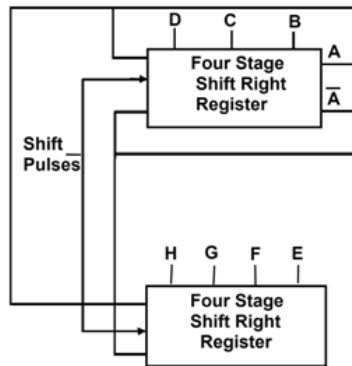 D C B
A
Four Stage
Shift Right
Register
A̅
Shift
Pulses
H G F E
Four Stage
Shift Right
Register